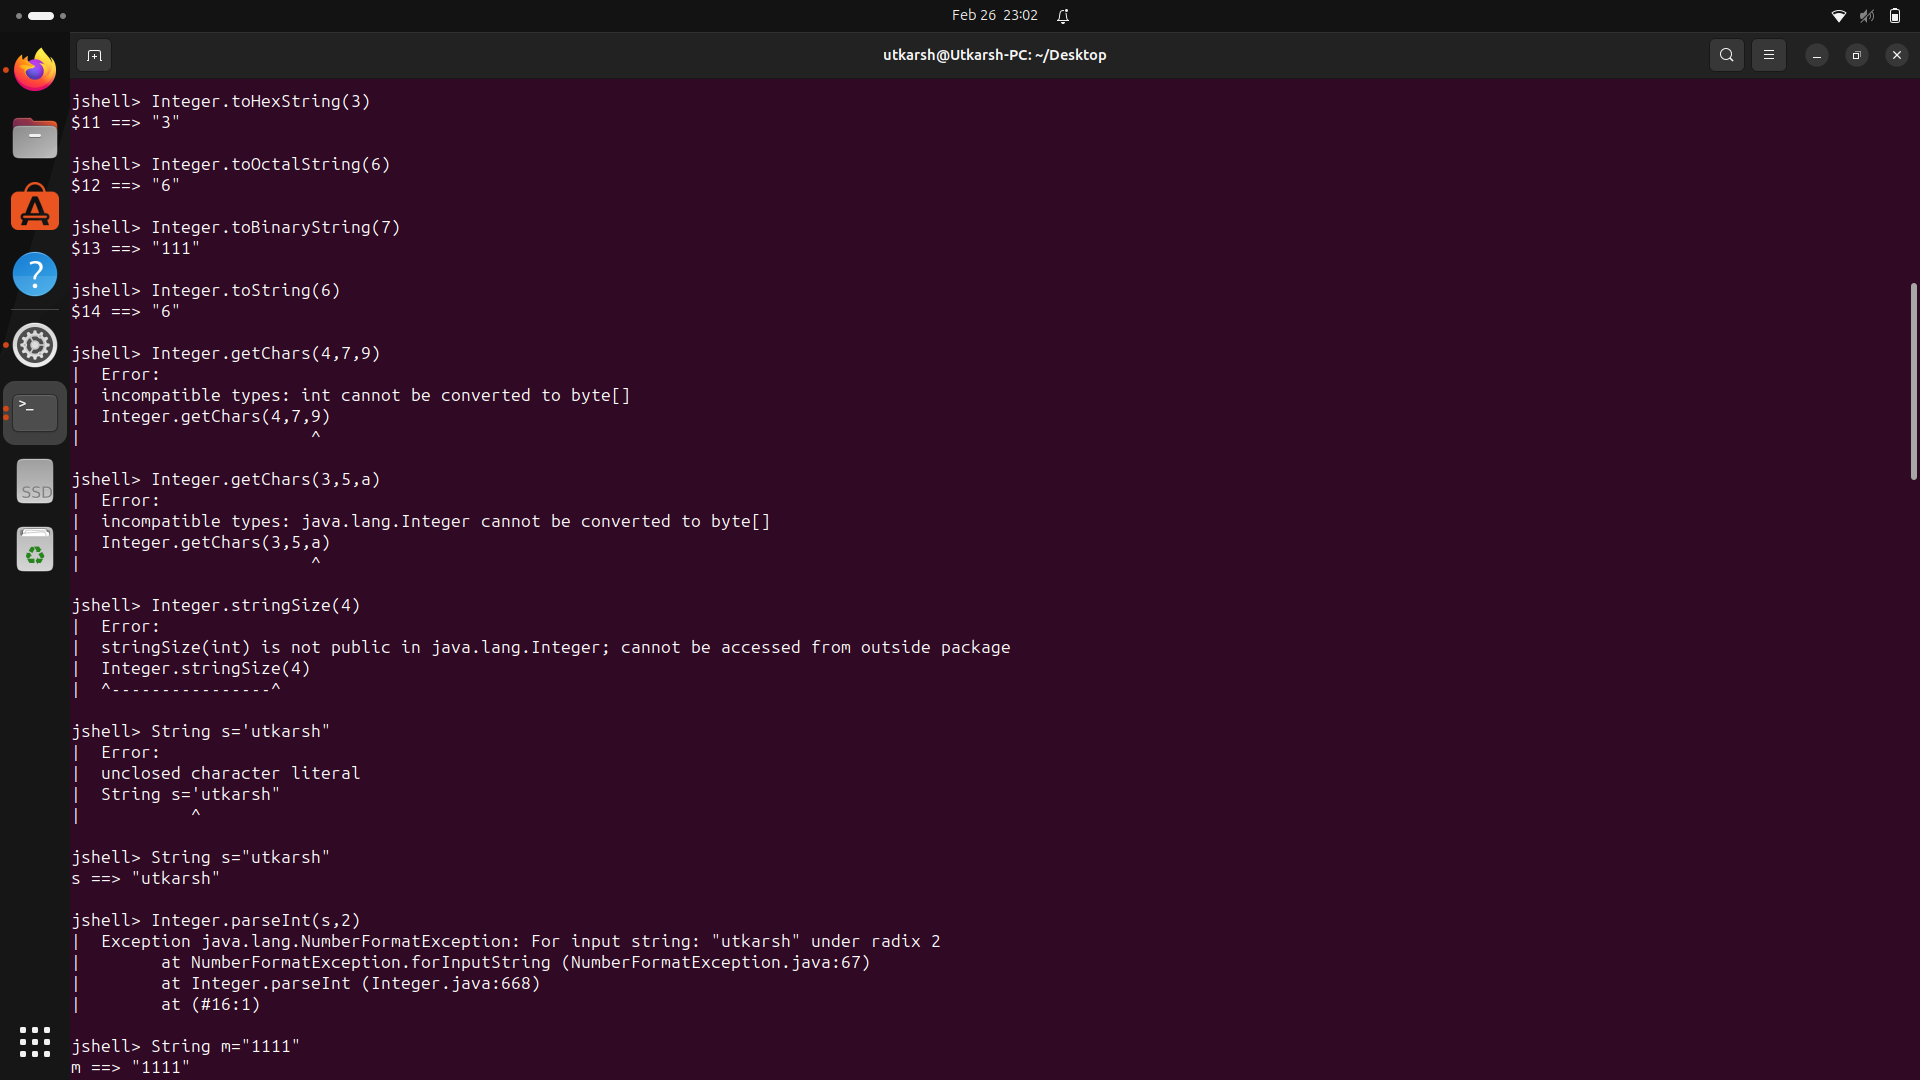 Feb 26 23:02
utkarsh@Utkarsh-PC: ~/Desktop
jshell> Integer.toHexString(3)
$11 ==> "3"
jshell> Integer.toOctalString(6)
$12 ==> "6"
jshell> Integer.toBinaryString(7)
$13 ==> "111"
jshell> Integer.toString(6)
$14 ==> "6"
jshell> Integer.getChars(4,7,9)
|  Error:
|  incompatible types: int cannot be converted to byte[]
|  Integer.getChars(4,7,9)
|                       ^
jshell> Integer.getChars(3,5,a)
|  Error:
|  incompatible types: java.lang.Integer cannot be converted to byte[]
|  Integer.getChars(3,5,a)
|                       ^
jshell> Integer.stringSize(4)
|  Error:
|  stringSize(int) is not public in java.lang.Integer; cannot be accessed from outside package
|  Integer.stringSize(4)
|  ^----------------^
jshell> String s='utkarsh"
|  Error:
|  unclosed character literal
|  String s='utkarsh"
|           ^
jshell> String s="utkarsh"
s ==> "utkarsh"
jshell> Integer.parseInt(s,2)
|  Exception java.lang.NumberFormatException: For input string: "utkarsh" under radix 2
|        at NumberFormatException.forInputString (NumberFormatException.java:67)
|        at Integer.parseInt (Integer.java:668)
|        at (#16:1)
jshell> String m="1111"
m ==> "1111"
SSD